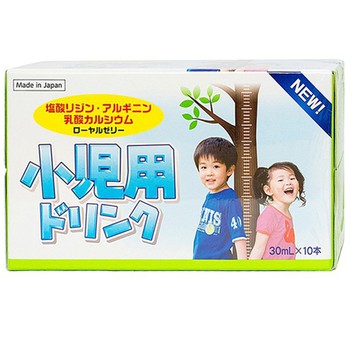 Made in Japan
NEW!
塩酸リジン・アルギニン
乳酸カルシウム
ローヤルゼリー
小児用
ドリンク
30mL×10本